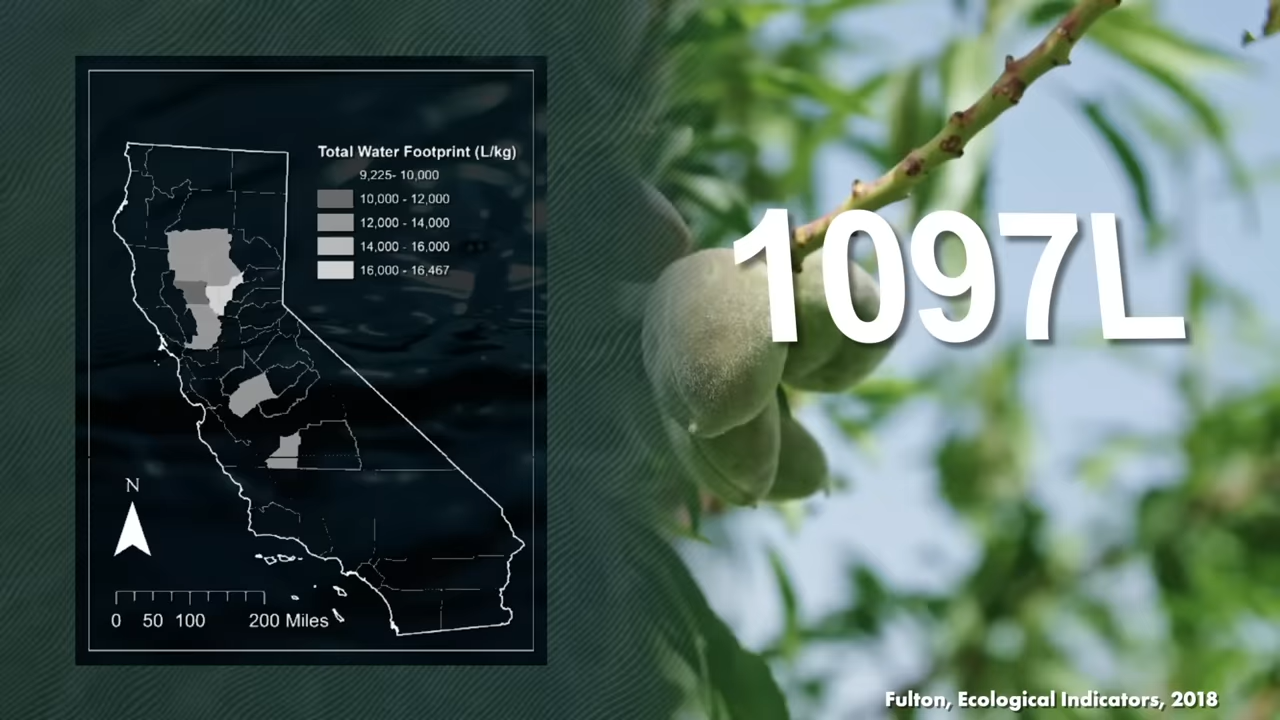 Total Water Footprint (L/kg)
9,225- 10,000
10,000 - 12,000
12,000 - 14,000
14,000 - 16,000
16,000 - 16,467
1097L
N
0 50 100 200 Miles
Fulton, Ecological Indicators, 2018